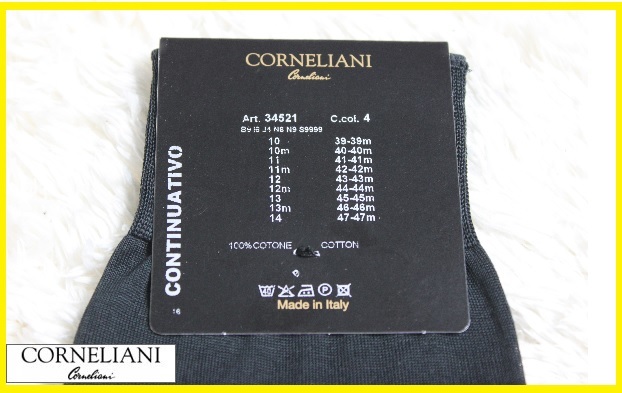 CORNELIANI
Corneliani
Art. 34521 C.col. 4
10 39-39m
10m 40-40m
11 41-41m
11m 42-42m
12 43-43m
12m 44-44m
13 45-45m
13m 46-46m
14 47-47m
CONTINUATIVO
100% COTONE COTTON
Made in Italy
16
CORNELIANI
Corneliani